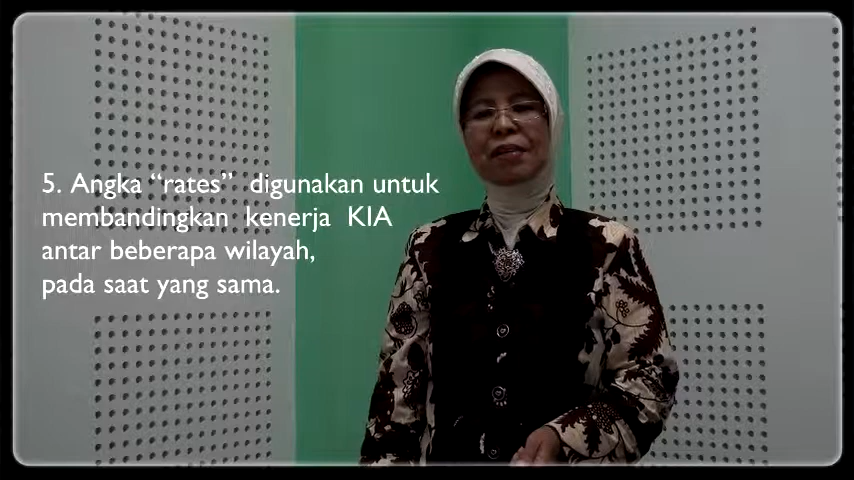 5. Angka “rates” digunakan untuk
membandingkan kenerja KIA
antar beberapa wilayah,
pada saat yang sama.